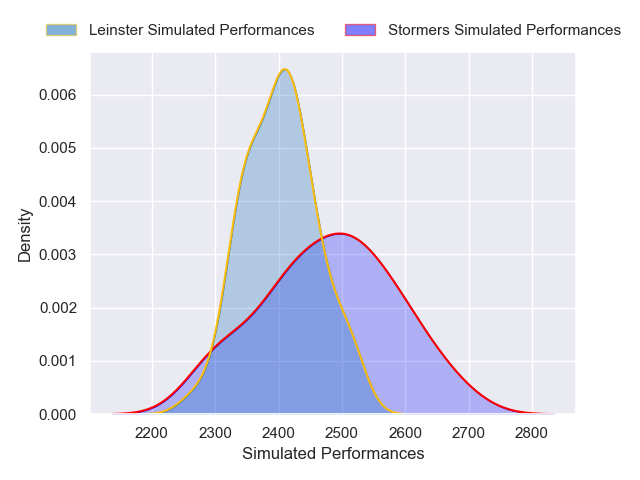 Leinster Simulated Performances Stormers Simulated Performances
0.006
0.005
0.004
0.003
0.002
0.001
0.000
Density
2200 2300 2400 2500 2600 2700 2800
Simulated Performances